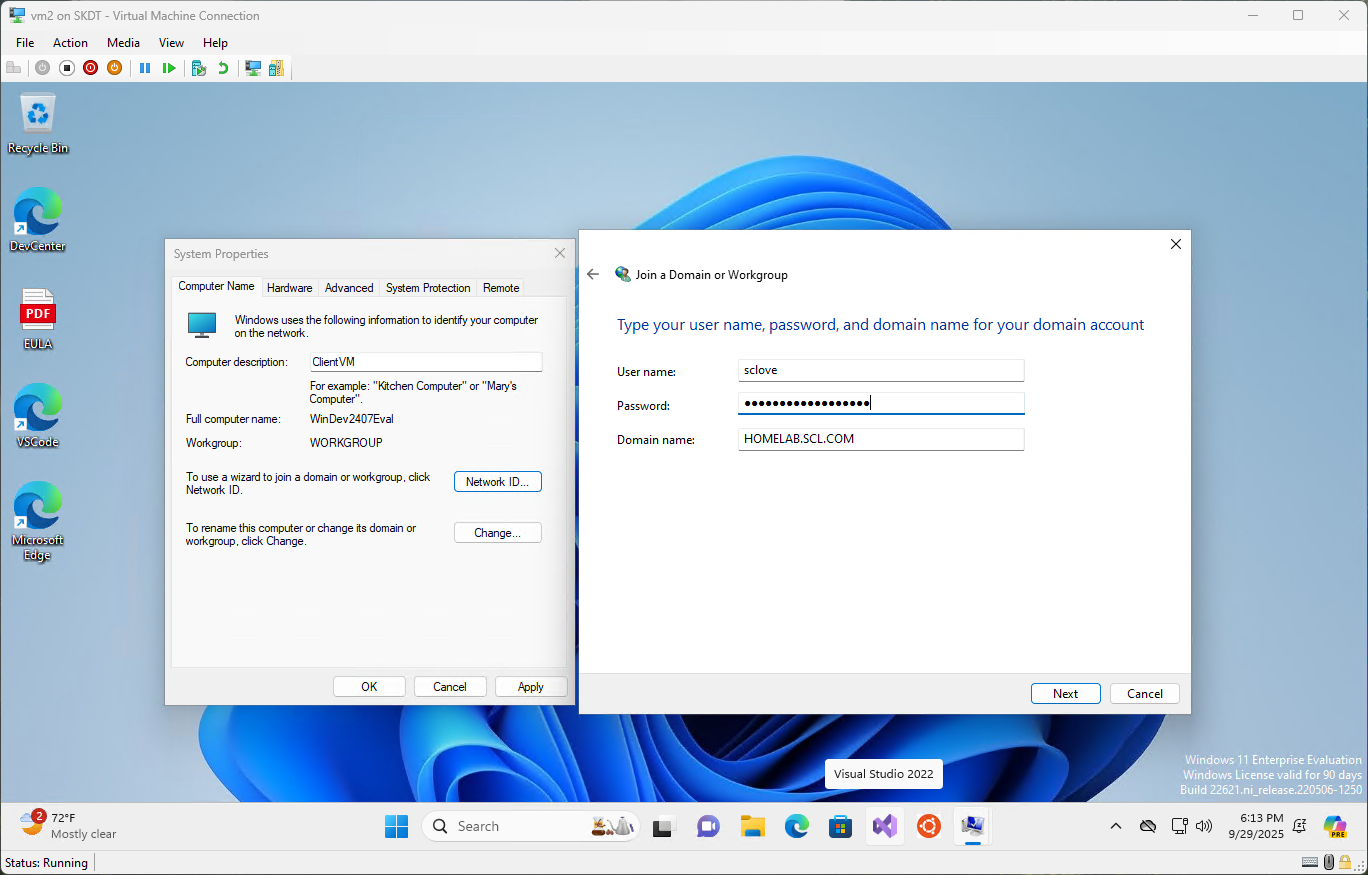 vm2 on SKDT - Virtual Machine Connection
File Action Media View Help
Recycle Bin
DevCenter
PDF
EULA
VSCode
Microsoft
Edge
System Properties
Computer Name Hardware Advanced System Protection Remote
Windows uses the following information to identify your computer
on the network.
Computer description: ClientVM
For example: "Kitchen Computer" or "Mary's
Computer".
Full computer name: WinDev2407Eval
Workgroup: WORKGROUP
To use a wizard to join a domain or workgroup, click
Network ID.
Network ID...
To rename this computer or change its domain or
workgroup, click Change.
Change...
OK Cancel Apply
Join a Domain or Workgroup
Type your user name, password, and domain name for your domain account
User name: sclove
Password: ••••••••••••••••••
Domain name: HOMELAB.SCL.COM
Next Cancel
Visual Studio 2022
Windows 11 Enterprise Evaluation
Windows License valid for 90 days
Build 22621.ni_release.220506-1250
2
72°F
Mostly clear
Search
6:13 PM
9/29/2025
PRE
Status: Running